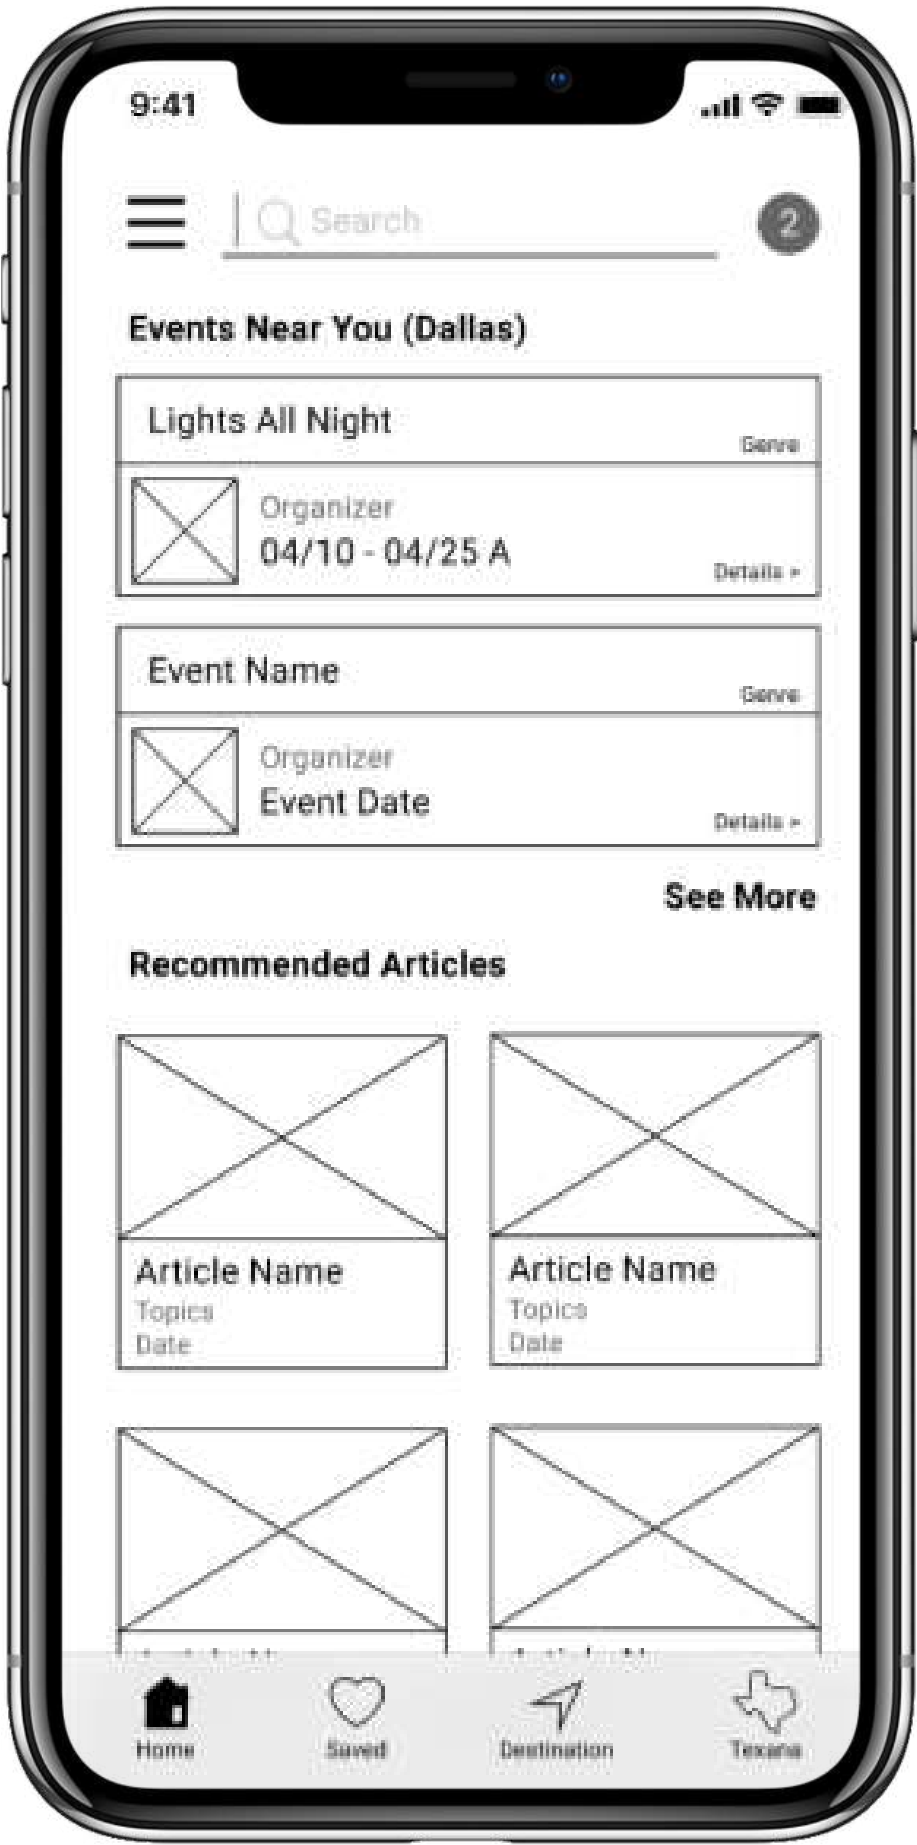 9:41
Search
2
Events Near You (Dallas)
Lights All Night
Genre
Organizer
04/10 - 04/25 A
Details >
Event Name
Genre
Organizer
Event Date
Details >
See More
Recommended Articles
Article Name
Topics
Date
Article Name
Topics
Date
Home
Saved
Destination
Texana